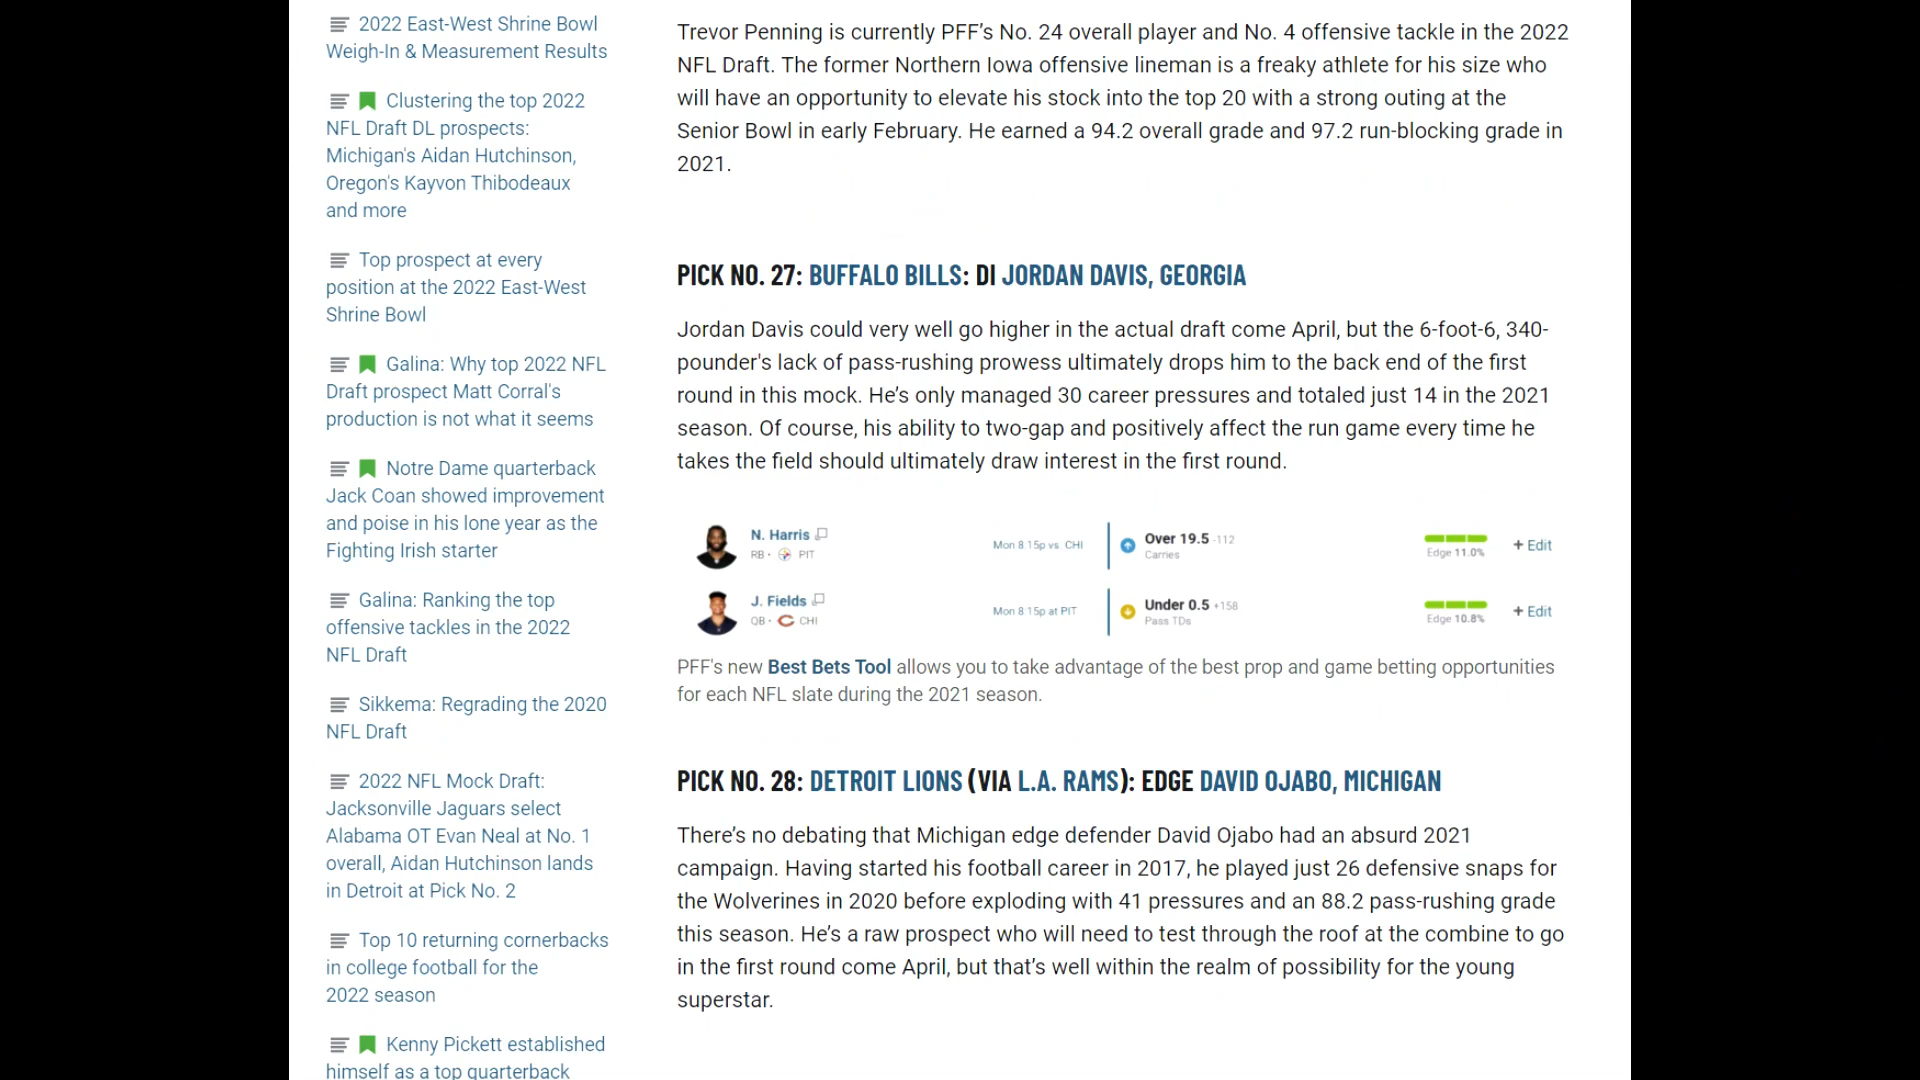 2022 East-West Shrine Bowl
Weigh-In & Measurement Results
Clustering the top 2022
NFL Draft DL prospects:
Michigan's Aidan Hutchinson,
Oregon's Kayvon Thibodeaux
and more
Top prospect at every
position at the 2022 East-West
Shrine Bowl
Galina: Why top 2022 NFL
Draft prospect Matt Corral's
production is not what it seems
Notre Dame quarterback
Jack Coan showed improvement
and poise in his lone year as the
Fighting Irish starter
Galina: Ranking the top
offensive tackles in the 2022
NFL Draft
Sikkema: Regrading the 2020
NFL Draft
2022 NFL Mock Draft:
Jacksonville Jaguars select
Alabama OT Evan Neal at No. 1
overall, Aidan Hutchinson lands
in Detroit at Pick No. 2
Top 10 returning cornerbacks
in college football for the
2022 season
Kenny Pickett established
himself as a top quarterback
Trevor Penning is currently PFF’s No. 24 overall player and No. 4 offensive tackle in the 2022
NFL Draft. The former Northern Iowa offensive lineman is a freaky athlete for his size who
will have an opportunity to elevate his stock into the top 20 with a strong outing at the
Senior Bowl in early February. He earned a 94.2 overall grade and 97.2 run-blocking grade in
2021.
PICK NO. 27: BUFFALO BILLS: DI JORDAN DAVIS, GEORGIA
Jordan Davis could very well go higher in the actual draft come April, but the 6-foot-6, 340-
pounder's lack of pass-rushing prowess ultimately drops him to the back end of the first
round in this mock. He’s only managed 30 career pressures and totaled just 14 in the 2021
season. Of course, his ability to two-gap and positively affect the run game every time he
takes the field should ultimately draw interest in the first round.
N. Harris
RB • PIT
Mon 8:15p vs. CHI
Over 19.5 -112
Carries
Edge 11.0%
+ Edit
J. Fields
QB • CHI
Mon 8:15p at PIT
Under 0.5 +158
Pass TDs
Edge 10.8%
+ Edit
PFF's new Best Bets Tool allows you to take advantage of the best prop and game betting opportunities
for each NFL slate during the 2021 season.
PICK NO. 28: DETROIT LIONS (VIA L.A. RAMS): EDGE DAVID OJABO, MICHIGAN
There’s no debating that Michigan edge defender David Ojabo had an absurd 2021
campaign. Having started his football career in 2017, he played just 26 defensive snaps for
the Wolverines in 2020 before exploding with 41 pressures and an 88.2 pass-rushing grade
this season. He’s a raw prospect who will need to test through the roof at the combine to go
in the first round come April, but that’s well within the realm of possibility for the young
superstar.